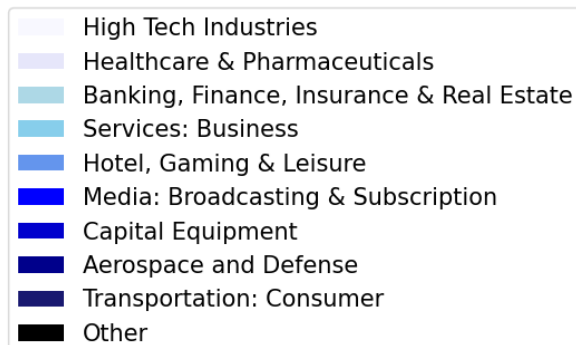 High Tech Industries
Healthcare & Pharmaceuticals
Banking, Finance, Insurance & Real Estate
Services: Business
Hotel, Gaming & Leisure
Media: Broadcasting & Subscription
Capital Equipment
Aerospace and Defense
Transportation: Consumer
Other